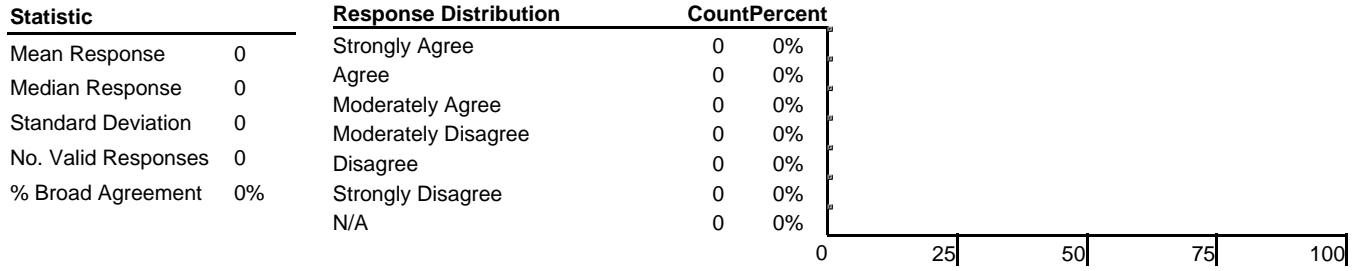 Statistic
Mean Response 0
Median Response 0
Standard Deviation 0
No. Valid Responses 0
% Broad Agreement 0%
Response Distribution CountPercent
Strongly Agree 0 0%
Agree 0 0%
Moderately Agree 0 0%
Moderately Disagree 0 0%
Disagree 0 0%
Strongly Disagree 0 0%
N/A 0 0%
0 25 50 75 100